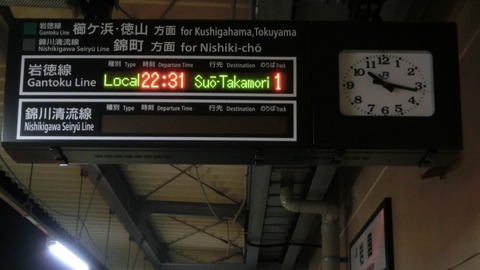 岩徳線 櫛ケ浜・徳山 方面 for Kushigahama,Tokuyama
Gantoku Line
錦川清流線 錦町 方面 for Nishiki-chō
Nishikigawa Seiryū Line
岩徳線
Gantoku Line
種別 Type 時刻 Departure Time 行先 Destination のりば Track
Local 22:31 Suō-Takamori 1
錦川清流線
Nishikigawa Seiryū Line
種別 Type 時刻 Departure Time 行先 Destination のりば Track
12
1
2
3
4
5
6
7
8
9
10
11